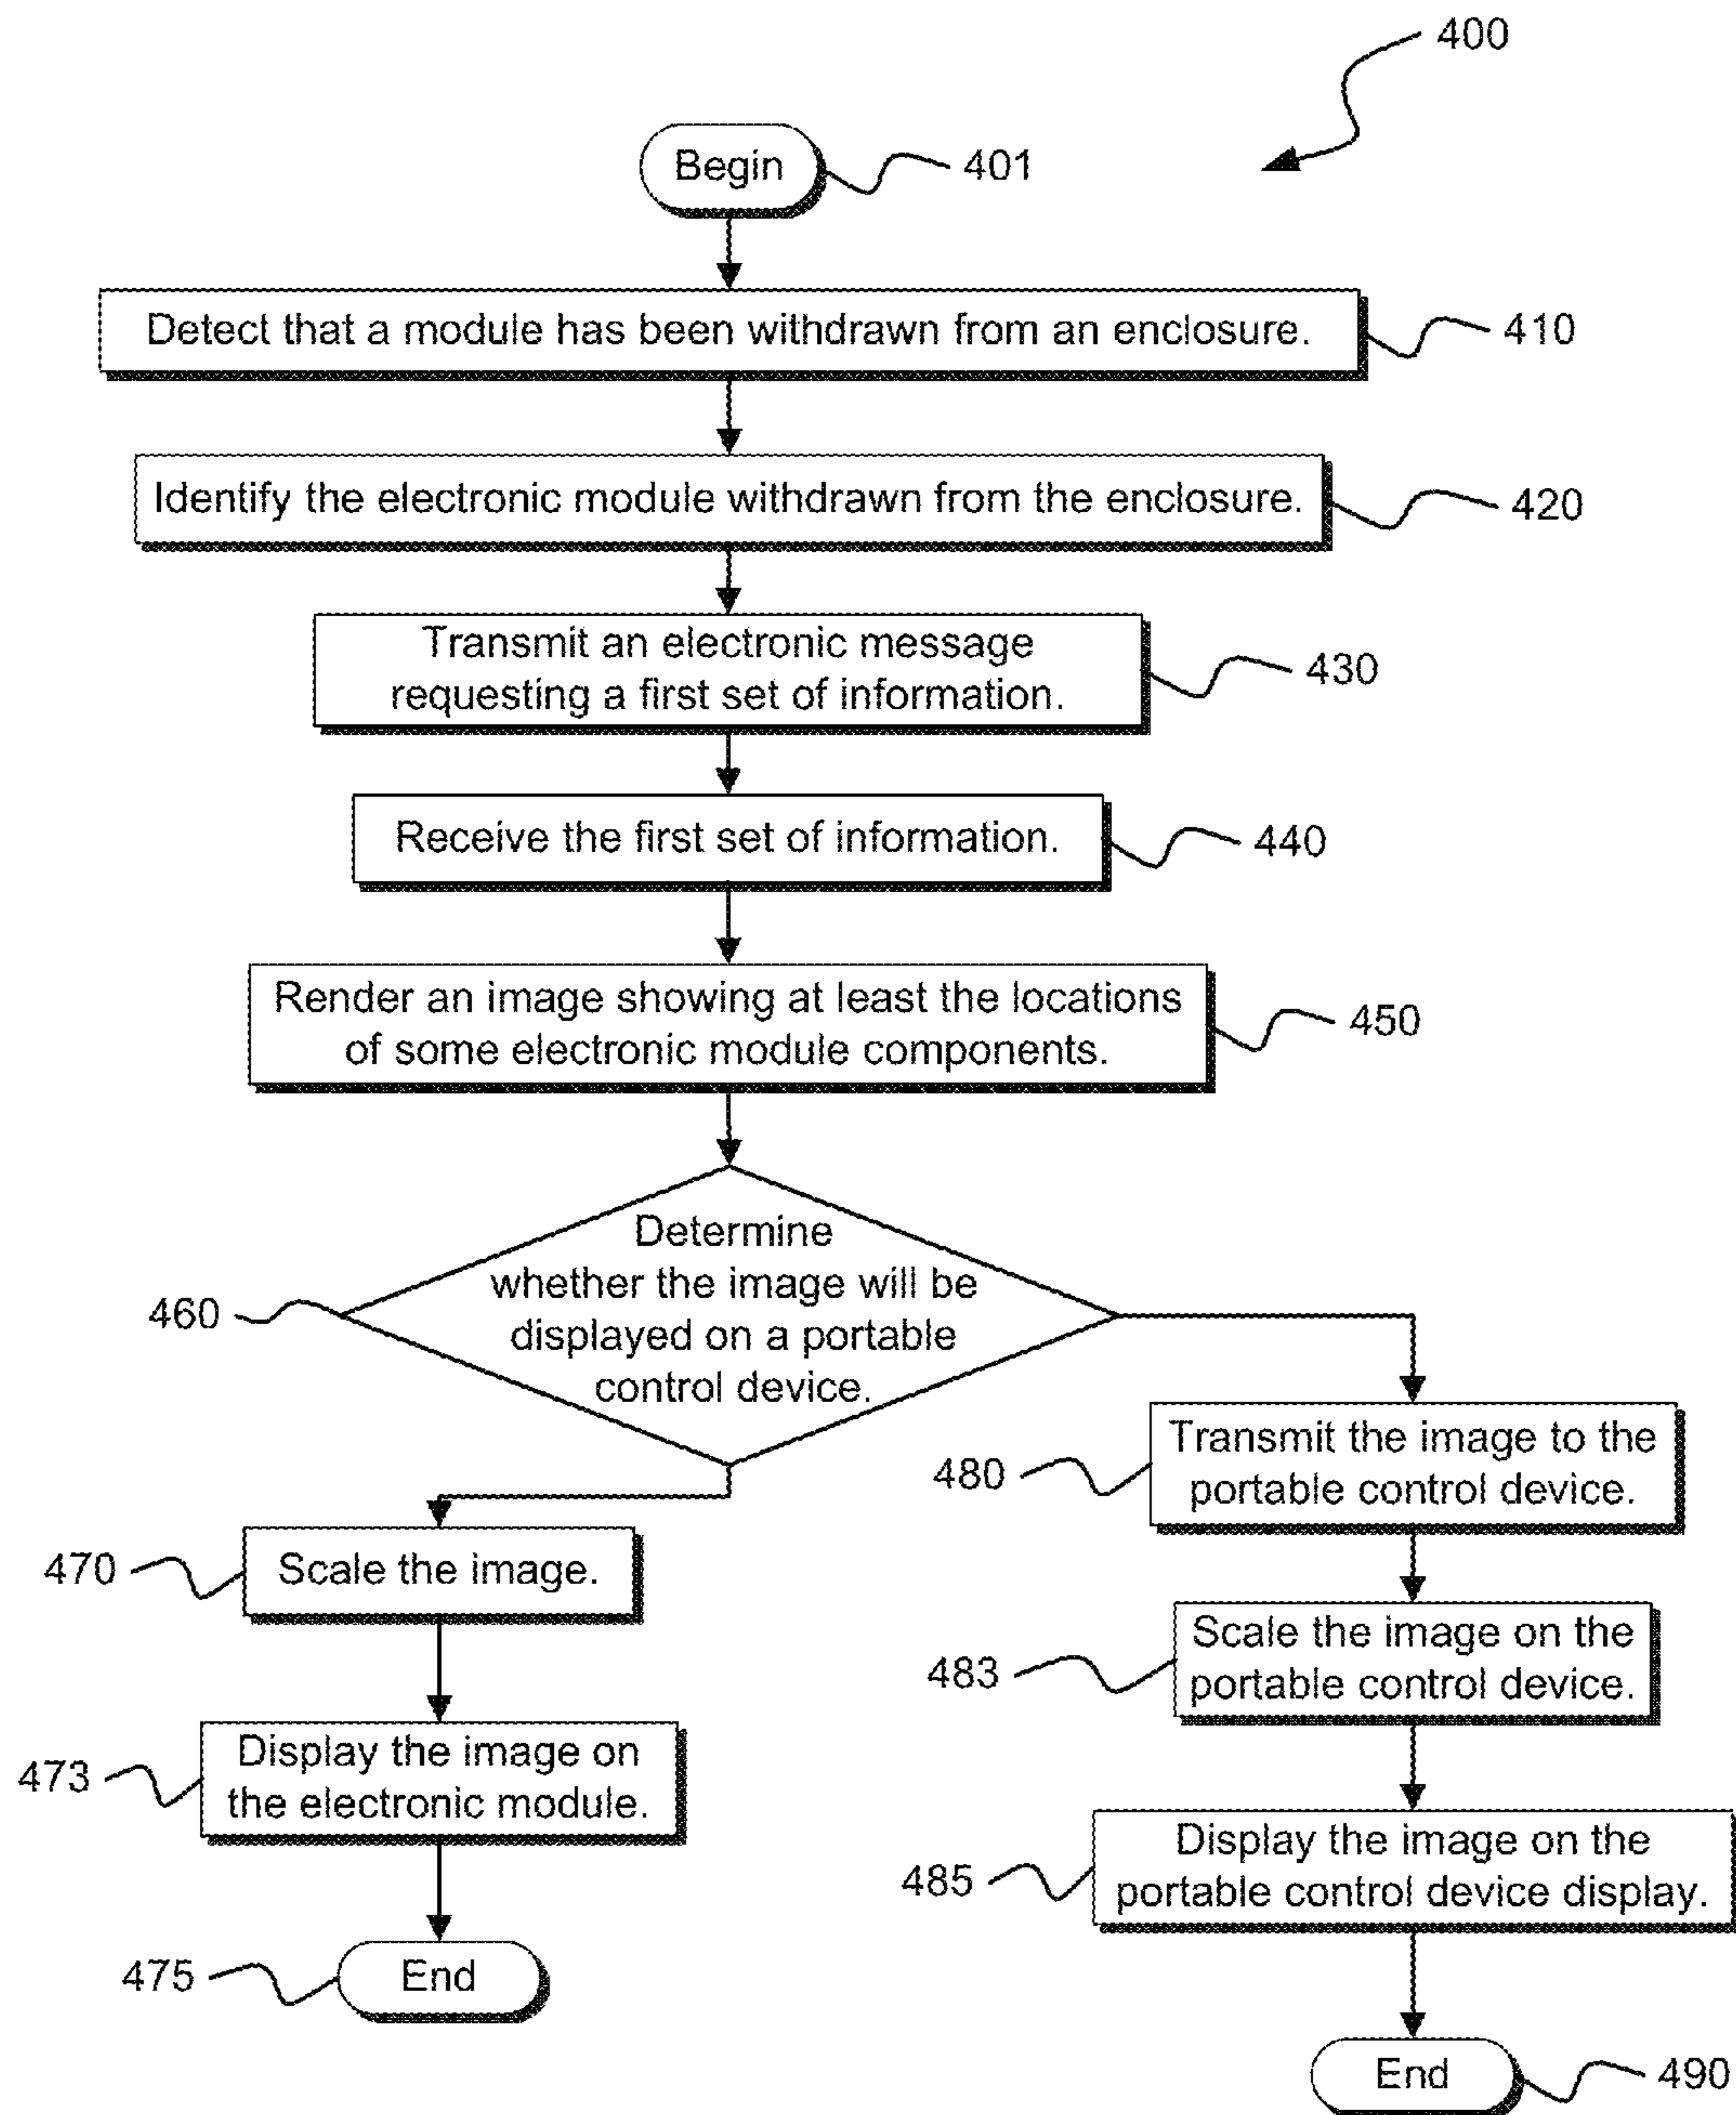 400
Begin
401
Detect that a module has been withdrawn from an enclosure.
410
Identify the electronic module withdrawn from the enclosure.
420
Transmit an electronic message
requesting a first set of information.
430
Receive the first set of information.
440
Render an image showing at least the locations
of some electronic module components.
450
Determine
whether the image will be
displayed on a portable
control device.
460
470
Scale the image.
473
Display the image on
the electronic module.
475
End
480
Transmit the image to the
portable control device.
483
Scale the image on the
portable control device.
485
Display the image on the
portable control device display.
End
490